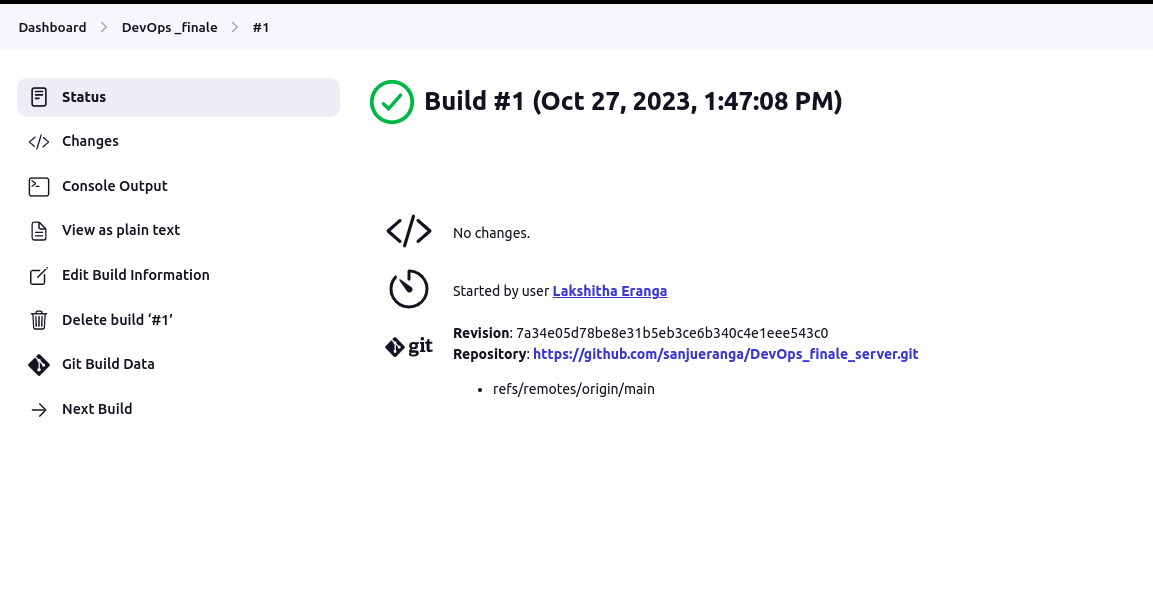 Dashboard > DevOps _finale > #1
Status
Changes
Console Output
View as plain text
Edit Build Information
Delete build ‘#1’
Git Build Data
Next Build
Build #1 (Oct 27, 2023, 1:47:08 PM)
</> No changes.
Started by user Lakshitha Eranga
git
Revision: 7a34e05d78be8e31b5eb3ce6b340c4e1eee543c0
Repository: https://github.com/sanjueranga/DevOps_finale_server.git
• refs/remotes/origin/main